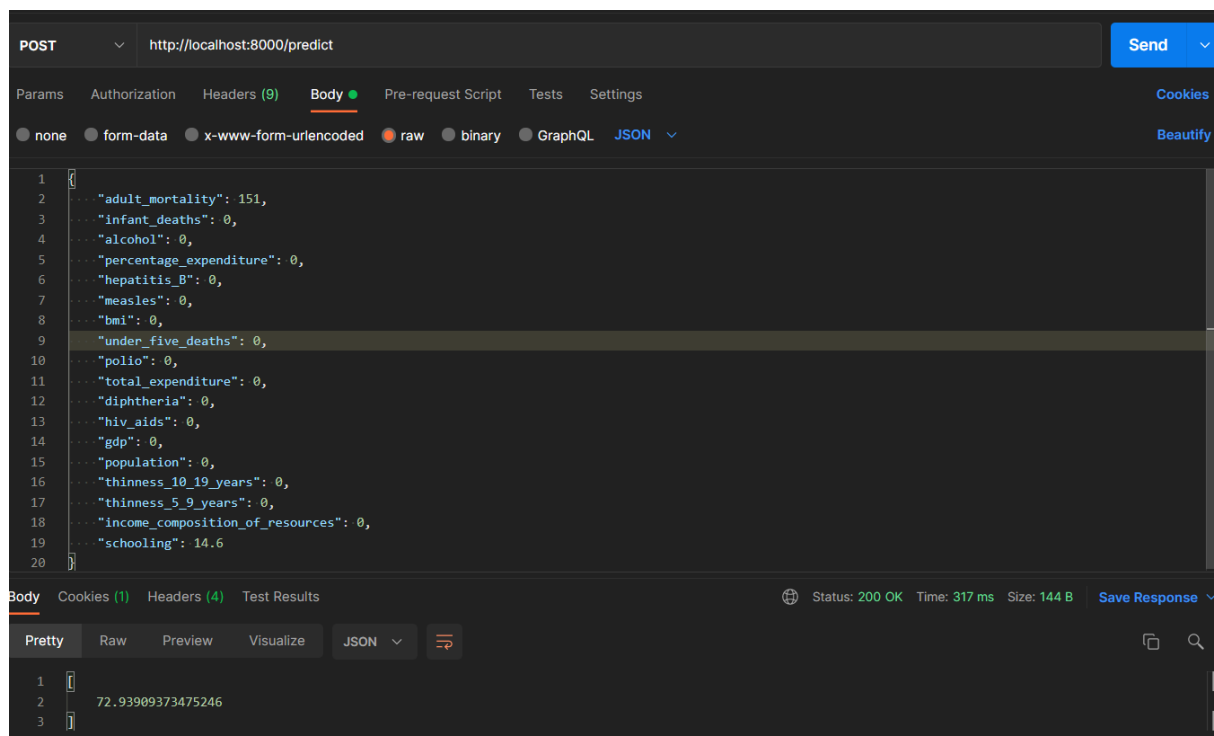 POST http://localhost:8000/predict Send
Params Authorization Headers (9) Body Pre-request Script Tests Settings Cookies
none form-data x-www-form-urlencoded raw binary GraphQL JSON Beautify
1 {
2 "adult_mortality": 151,
3 "infant_deaths": 0,
4 "alcohol": 0,
5 "percentage_expenditure": 0,
6 "hepatitis_B": 0,
7 "measles": 0,
8 "bmi": 0,
9 "under_five_deaths": 0,
10 "polio": 0,
11 "total_expenditure": 0,
12 "diphtheria": 0,
13 "hiv_aids": 0,
14 "gdp": 0,
15 "population": 0,
16 "thinness_10_19_years": 0,
17 "thinness_5_9_years": 0,
18 "income_composition_of_resources": 0,
19 "schooling": 14.6
20 }
Body Cookies (1) Headers (4) Test Results Status: 200 OK Time: 317 ms Size: 144 B Save Response
Pretty Raw Preview Visualize JSON
1 [
2 72.93909373475246
3 ]